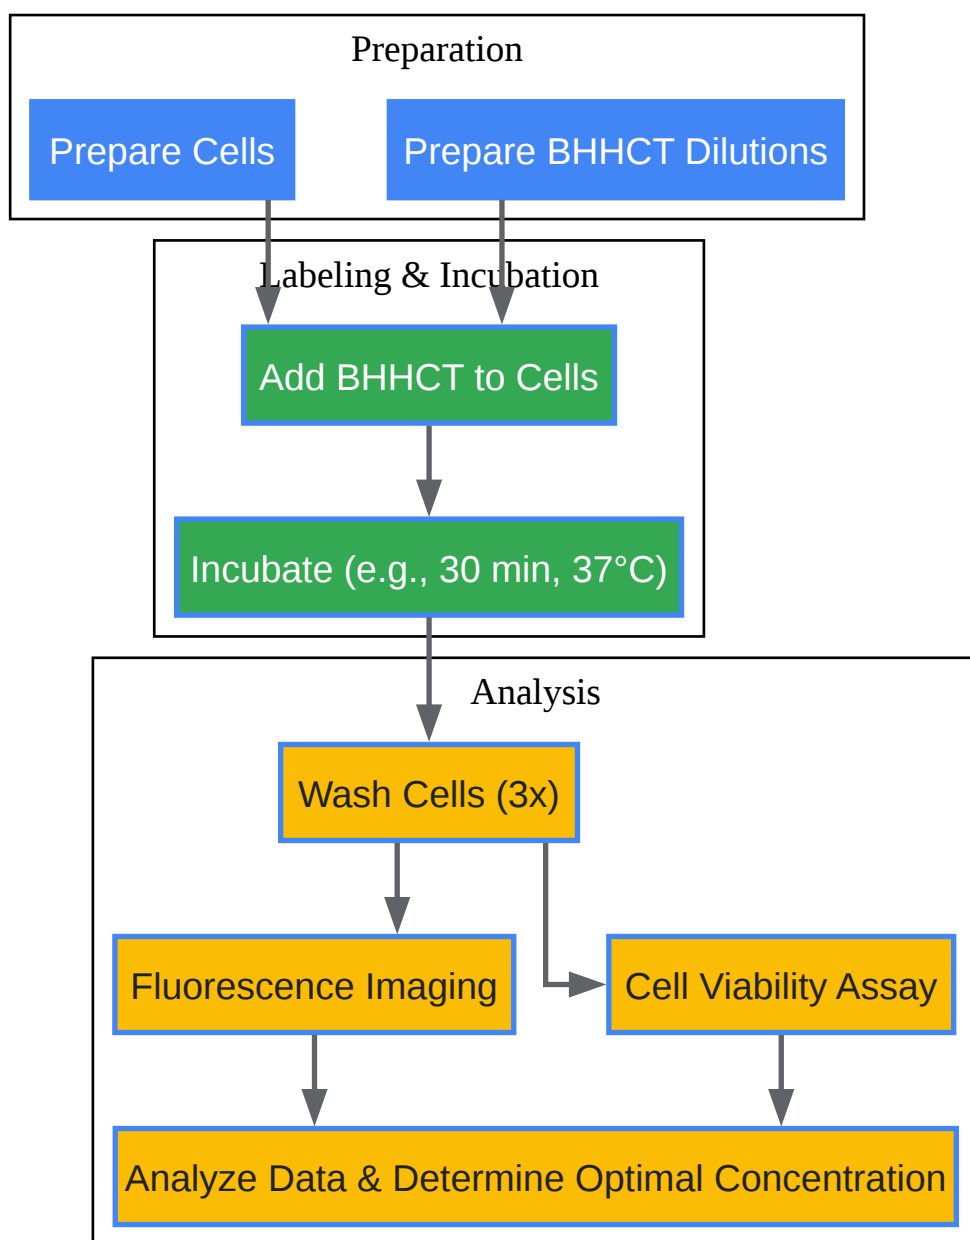 Preparation
Prepare Cells
Prepare BHHCT Dilutions
Labeling & Incubation
Add BHHCT to Cells
Incubate (e.g., 30 min, 37°C)
Analysis
Wash Cells (3x)
Fluorescence Imaging
Cell Viability Assay
Analyze Data & Determine Optimal Concentration